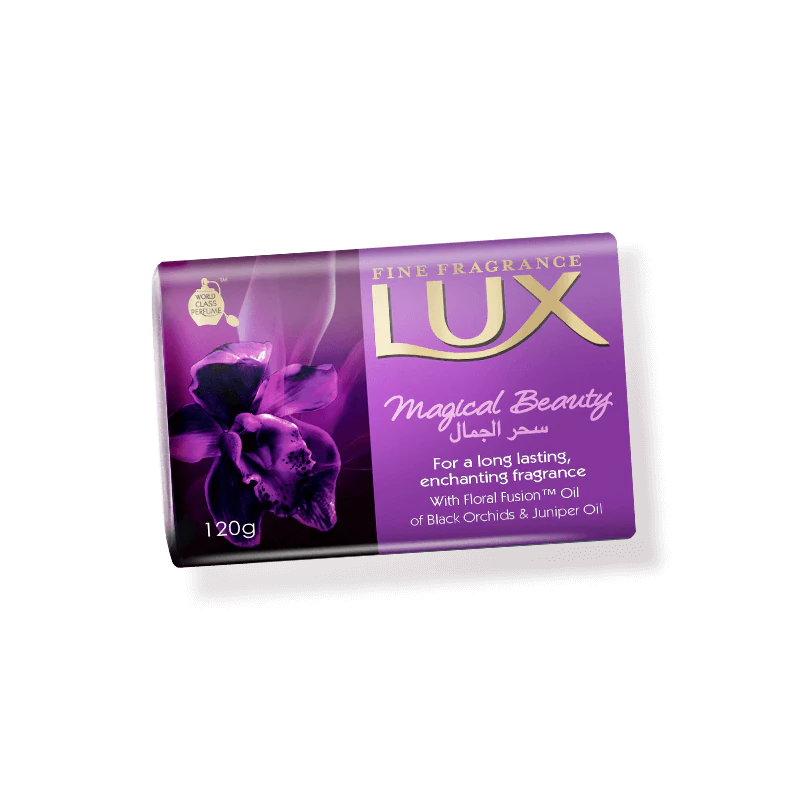 WORLD
CLASS
PERFUME
™
120g
FINE FRAGRANCE
LUX
Magical Beauty
سحر الجمال
For a long lasting,
enchanting fragrance
With Floral Fusion™ Oil
of Black Orchids & Juniper Oil